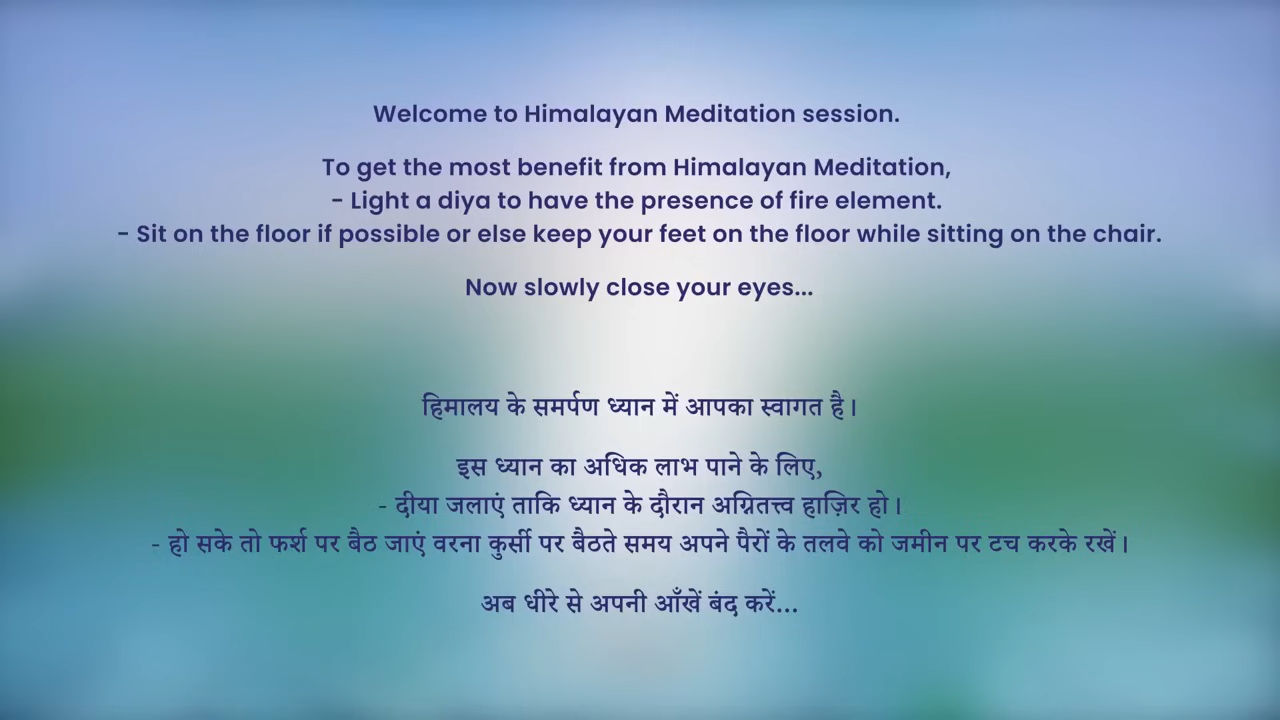 Welcome to Himalayan Meditation session.
To get the most benefit from Himalayan Meditation,
- Light a diya to have the presence of fire element.
- Sit on the floor if possible or else keep your feet on the floor while sitting on the chair.
Now slowly close your eyes...
हिमालय के समर्पण ध्यान में आपका स्वागत है।
इस ध्यान का अधिक लाभ पाने के लिए,
- दीया जलाएं ताकि ध्यान के दौरान अग्नितत्त्व हाज़िर हो।
- हो सके तो फर्श पर बैठ जाएं वरना कुर्सी पर बैठते समय अपने पैरों के तलवे को जमीन पर टच करके रखें।
अब धीरे से अपनी आँखें बंद करें...